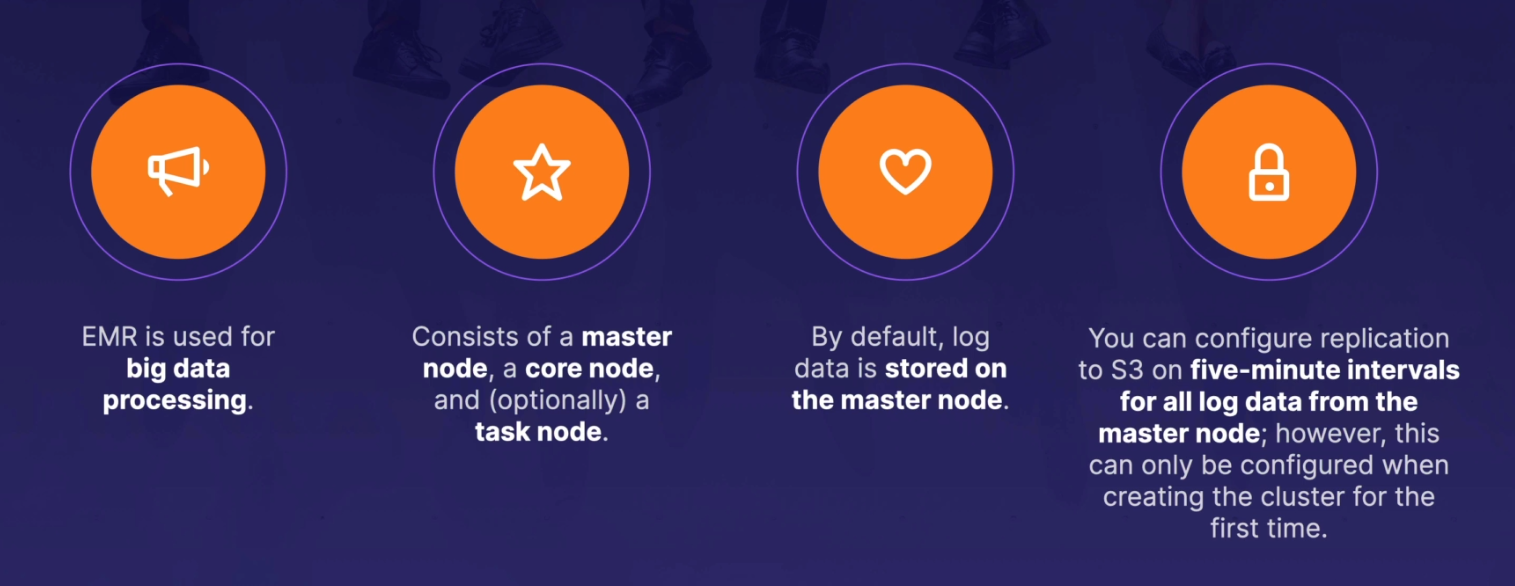 EMR is used for
big data
processing.
Consists of a master
node, a core node,
and (optionally) a
task node.
By default, log
data is stored on
the master node.
You can configure replication
to S3 on five-minute intervals
for all log data from the
master node; however, this
can only be configured when
creating the cluster for the
first time.